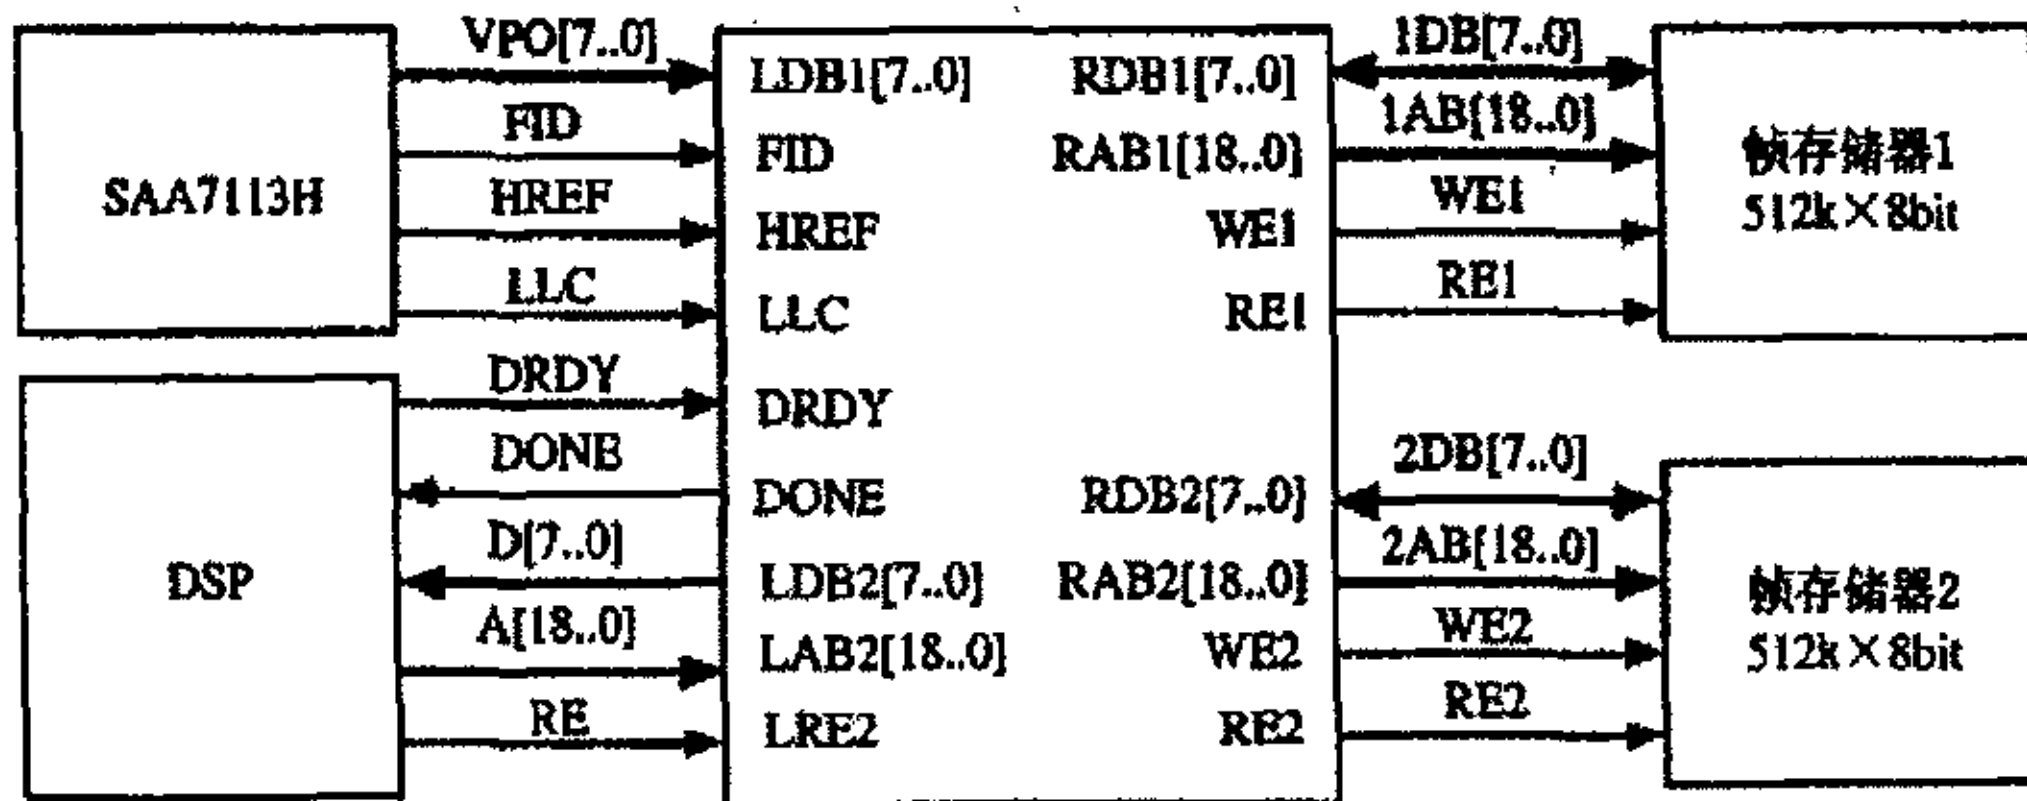 SAA7113H
VPO[7..0]
FID
HREF
LLC
DSP
DRDY
DONE
D[7..0]
A[18..0]
RE
LDB1[7..0]
FID
HREF
LLC
DRDY
DONE
LDB2[7..0]
LAB2[18..0]
LRE2
RDB1[7..0]
RAB1[18..0]
WE1
RE1
RDB2[7..0]
RAB2[18..0]
WE2
RE2
1DB[7..0]
1AB[18..0]
WE1
RE1
2DB[7..0]
2AB[18..0]
WE2
RE2
帧存储器1
512k×8bit
帧存储器2
512k×8bit